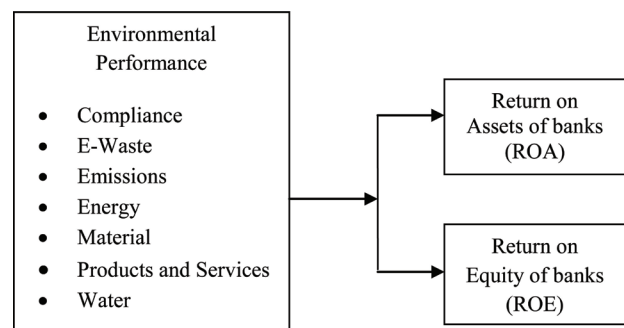 Environmental
Performance
• Compliance
• E-Waste
• Emissions
• Energy
• Material
• Products and Services
• Water
Return on
Assets of banks
(ROA)
Return on
Equity of banks
(ROE)